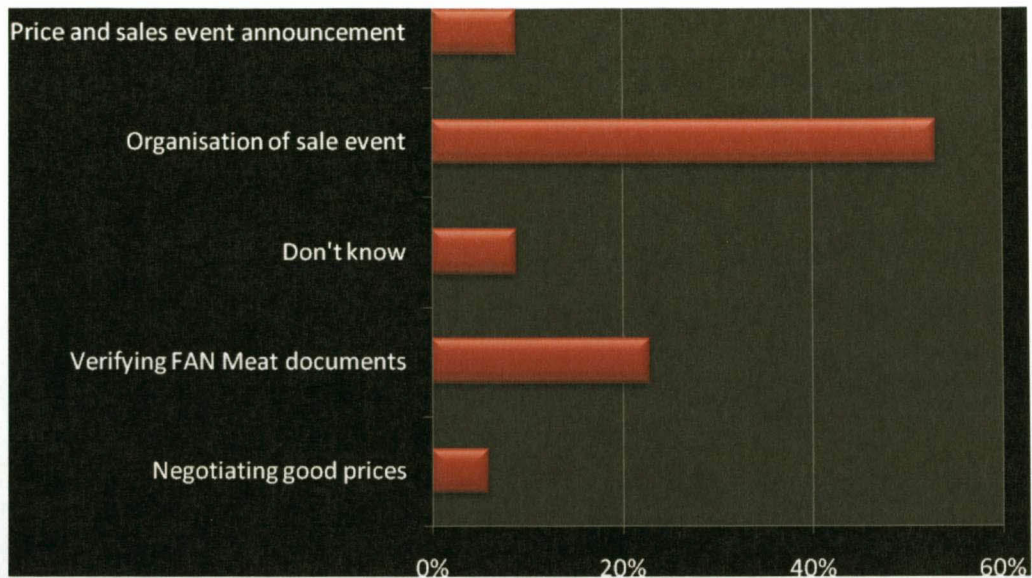 Price and sales event announcement
Organisation of sale event
Don't know
Verifying FAN Meat documents
Negotiating good prices
0% 20% 40% 60%